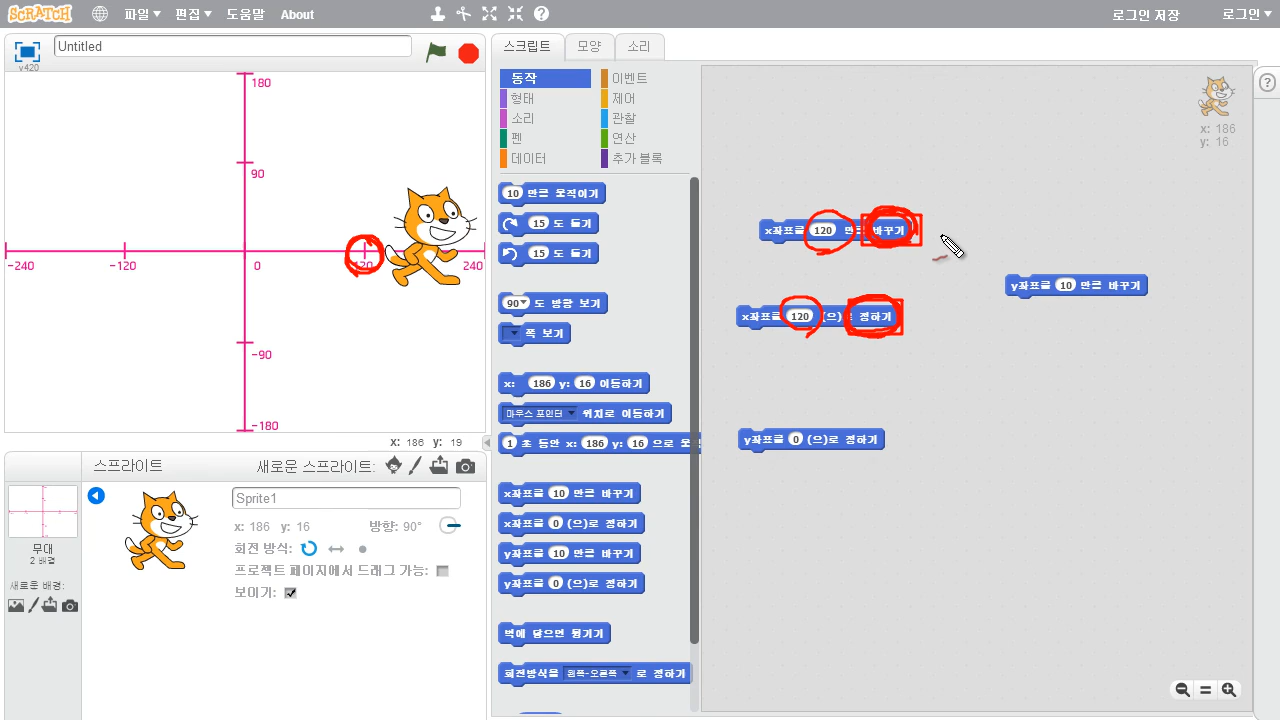 SCRATCH 파일 편집 도움말 About 로그인 저장 로그인
v420
Untitled
스크립트 모양 소리
동작 이벤트
형태 제어
소리 관찰
펜 연산
데이터 추가 블록
10 만큼 움직이기
15 도 돌기
15 도 돌기
90 도 방향 보기
쪽 보기
x: 186 y: 16 이동하기
마우스 포인터 위치로 이동하기
1 초 동안 x: 186 y: 16 으로 움
x좌표를 10 만큼 바꾸기
x좌표를 0 (으)로 정하기
y좌표를 10 만큼 바꾸기
y좌표를 0 (으)로 정하기
벽에 닿으면 튕기기
회전방식을 왼쪽-오른쪽 로 정하기
180
90
-240 -120 0 120 240
-90
-180
x: 186 y: 19
스프라이트 새로운 스프라이트:
무대
2 배경
새로운 배경:
Sprite1
x: 186 y: 16 방향: 90°
회전 방식:
프로젝트 페이지에서 드래그 가능:
보이기:
x: 186
y: 16
x좌표를 120 만큼 바꾸기
y좌표를 10 만큼 바꾸기
x좌표를 120 (으)로 정하기
y좌표를 0 (으)로 정하기